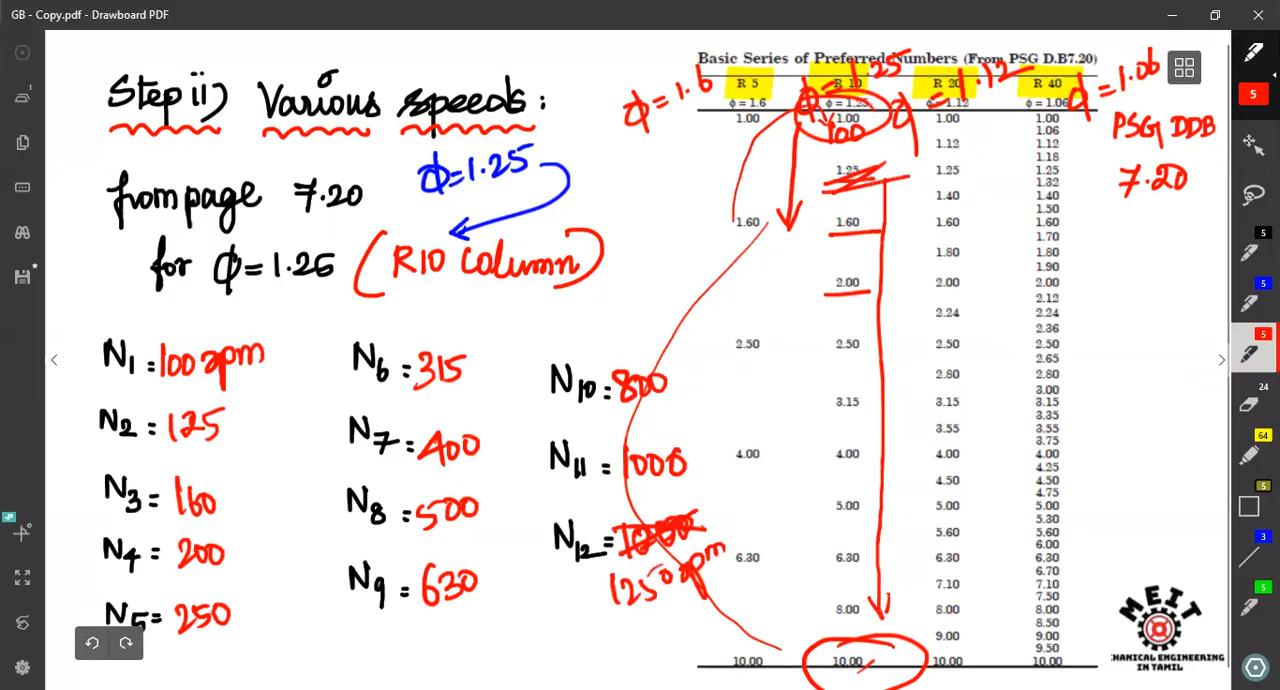 GB - Copy.pdf - Drawboard PDF
Step ii) Various speeds :
from page 7.20
φ=1.25
for φ=1.25 (R10 column)
N1 = 100 rpm
N2 = 125
N3 = 160
N4 = 200
N5 = 250
N6 = 315
N7 = 400
N8 = 500
N9 = 630
N10 = 800
N11 = 1000
N12 = 1000
1250 rpm
Basic Series of Preferred Numbers (From PSG D.B7.20)
φ=1.6 φ=1.25 φ=1.12 φ=1.06
R 5 R 10 R 20 R 40
φ = 1.6 φ = 1.25 φ = 1.12 φ = 1.06
100
PSG DDB
7.20
1.00 1.00 1.00 1.00
1.06
1.12 1.12
1.18
1.25 1.25 1.25
1.32
1.40 1.40
1.50
1.60 1.60 1.60 1.60
1.70
1.80 1.80
1.90
2.00 2.00 2.00
2.12
2.24 2.24
2.36
2.50 2.50 2.50 2.50
2.65
2.80 2.80
3.00
3.15 3.15 3.15
3.35
3.55 3.55
3.75
4.00 4.00 4.00 4.00
4.25
4.50 4.50
4.75
5.00 5.00 5.00
5.30
5.60 5.60
6.00
6.30 6.30 6.30 6.30
6.70
7.10 7.10
7.50
8.00 8.00 8.00
8.50
9.00 9.00
9.50
10.00 10.00 10.00 10.00
MEIT
CHANICAL ENGINEERING
IN TAMIL
5
5
5
5
24
64
5
3
5